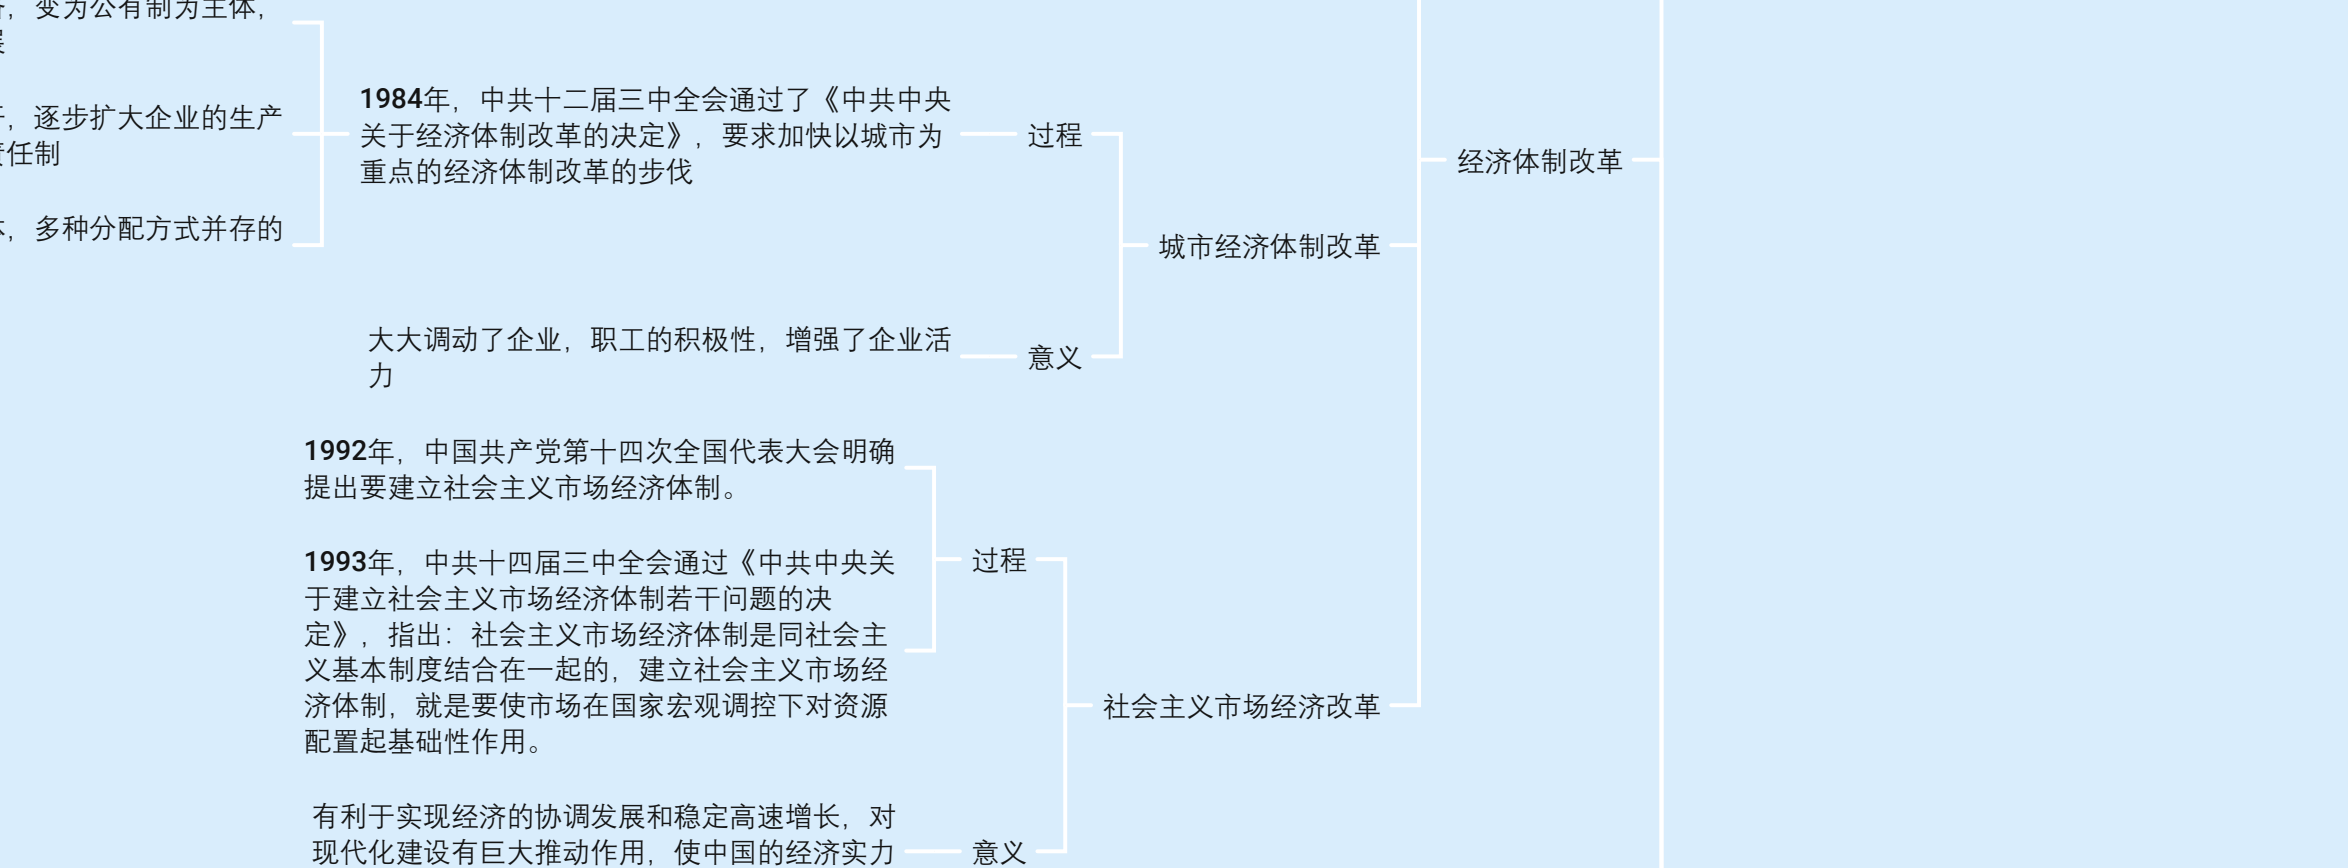 变为公有制为主体，
逐步扩大企业的生产
责任制
多种分配方式并存的
1984年，中共十二届三中全会通过了《中共中央
关于经济体制改革的决定》，要求加快以城市为
重点的经济体制改革的步伐
过程
经济体制改革
城市经济体制改革
大大调动了企业，职工的积极性，增强了企业活
力
意义
1992年，中国共产党第十四次全国代表大会明确
提出要建立社会主义市场经济体制。
1993年，中共十四届三中全会通过《中共中央关
于建立社会主义市场经济体制若干问题的决
定》，指出：社会主义市场经济体制是同社会主
义基本制度结合在一起的，建立社会主义市场经
济体制，就是要使市场在国家宏观调控下对资源
配置起基础性作用。
过程
社会主义市场经济改革
有利于实现经济的协调发展和稳定高速增长，对
现代化建设有巨大推动作用，使中国的经济实力
意义